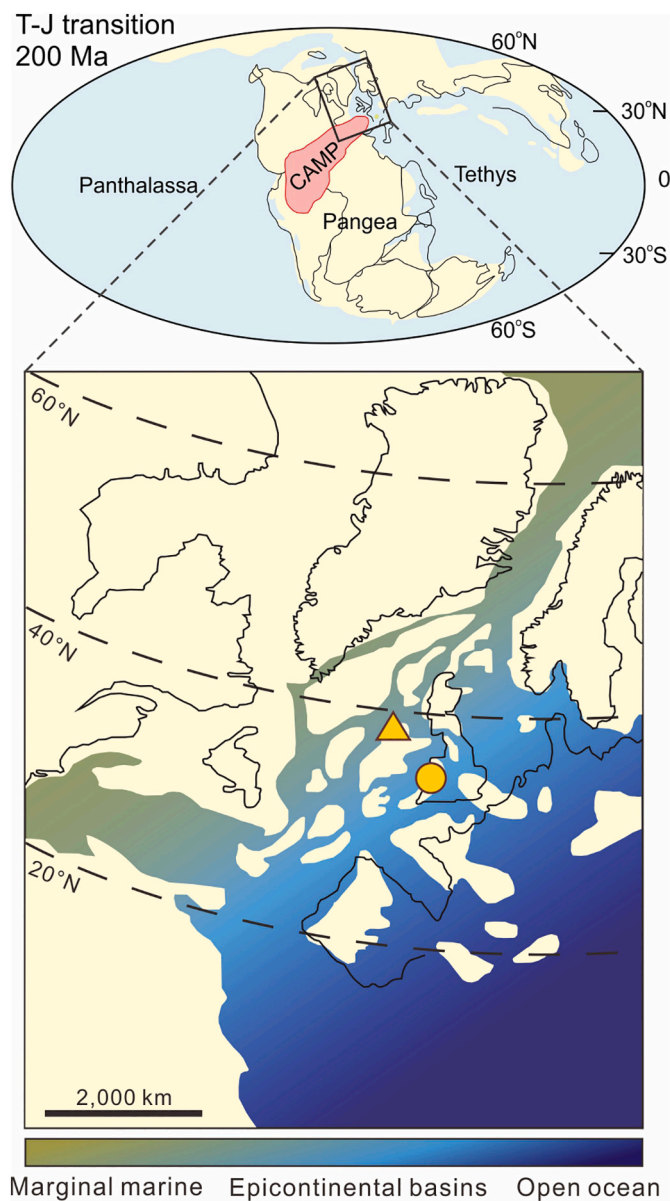 T-J transition
200 Ma
60°N
30°N
CAMP
Panthalassa
Tethys
0
Pangea
30°S
60°S
60°N
40°N
20°N
2,000 km
Marginal marine Epicontinental basins Open ocean